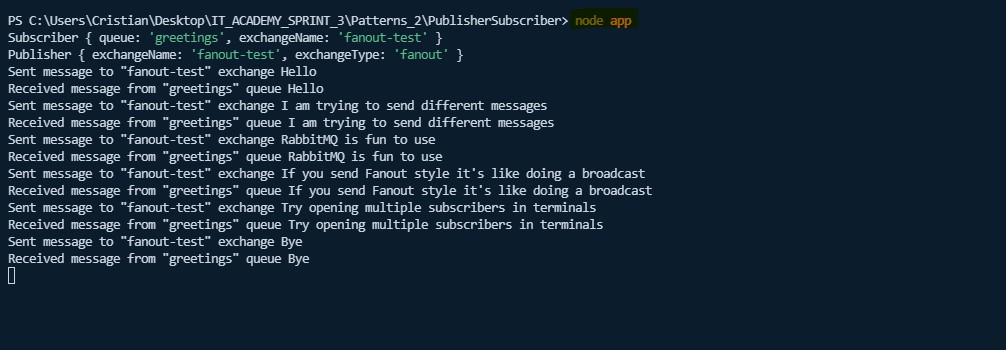 PS C:\Users\Cristian\Desktop\IT_ACADEMY_SPRINT_3\Patterns_2\PublisherSubscriber> node app
Subscriber { queue: 'greetings', exchangeName: 'fanout-test' }
Publisher { exchangeName: 'fanout-test', exchangeType: 'fanout' }
Sent message to "fanout-test" exchange Hello
Received message from "greetings" queue Hello
Sent message to "fanout-test" exchange I am trying to send different messages
Received message from "greetings" queue I am trying to send different messages
Sent message to "fanout-test" exchange RabbitMQ is fun to use
Received message from "greetings" queue RabbitMQ is fun to use
Sent message to "fanout-test" exchange If you send Fanout style it's like doing a broadcast
Received message from "greetings" queue If you send Fanout style it's like doing a broadcast
Sent message to "fanout-test" exchange Try opening multiple subscribers in terminals
Received message from "greetings" queue Try opening multiple subscribers in terminals
Sent message to "fanout-test" exchange Bye
Received message from "greetings" queue Bye